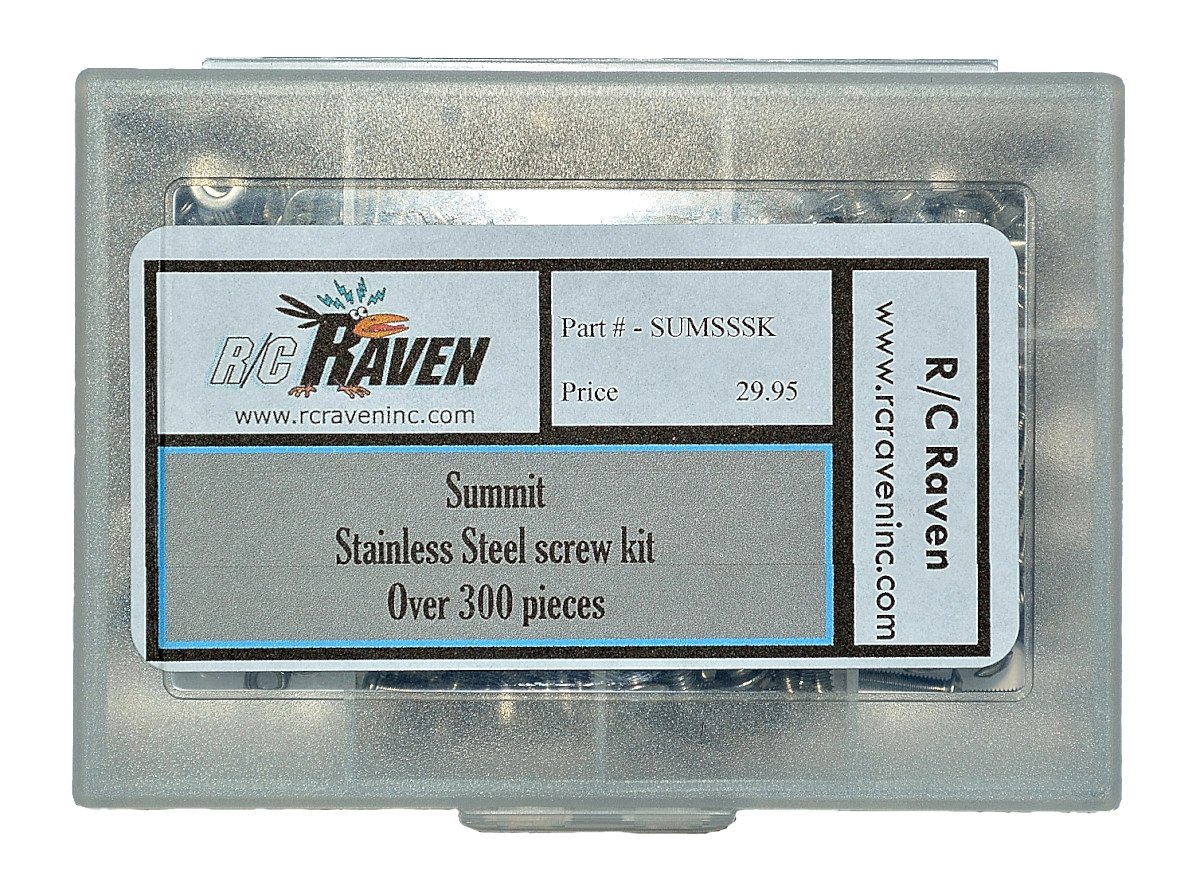 R/C RAVEN
www.rcraveninc.com
Part # - SUMSSSK
Price 29.95
Summit
Stainless Steel screw kit
Over 300 pieces
R/C Raven
www.rcraveninc.com